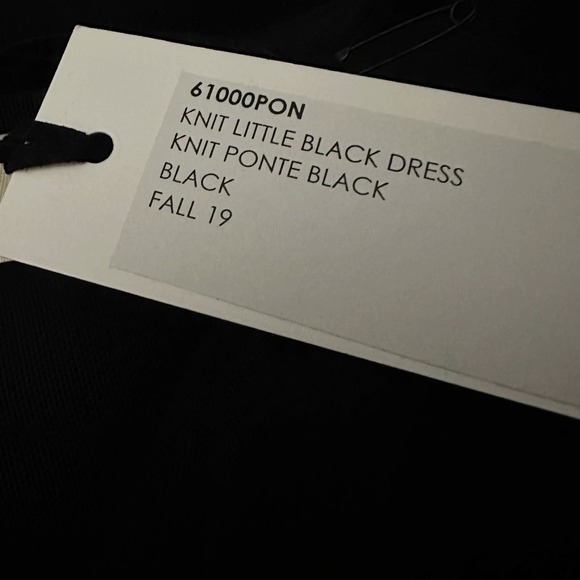 61000PON
KNIT LITTLE BLACK DRESS
KNIT PONTE BLACK
BLACK
FALL 19